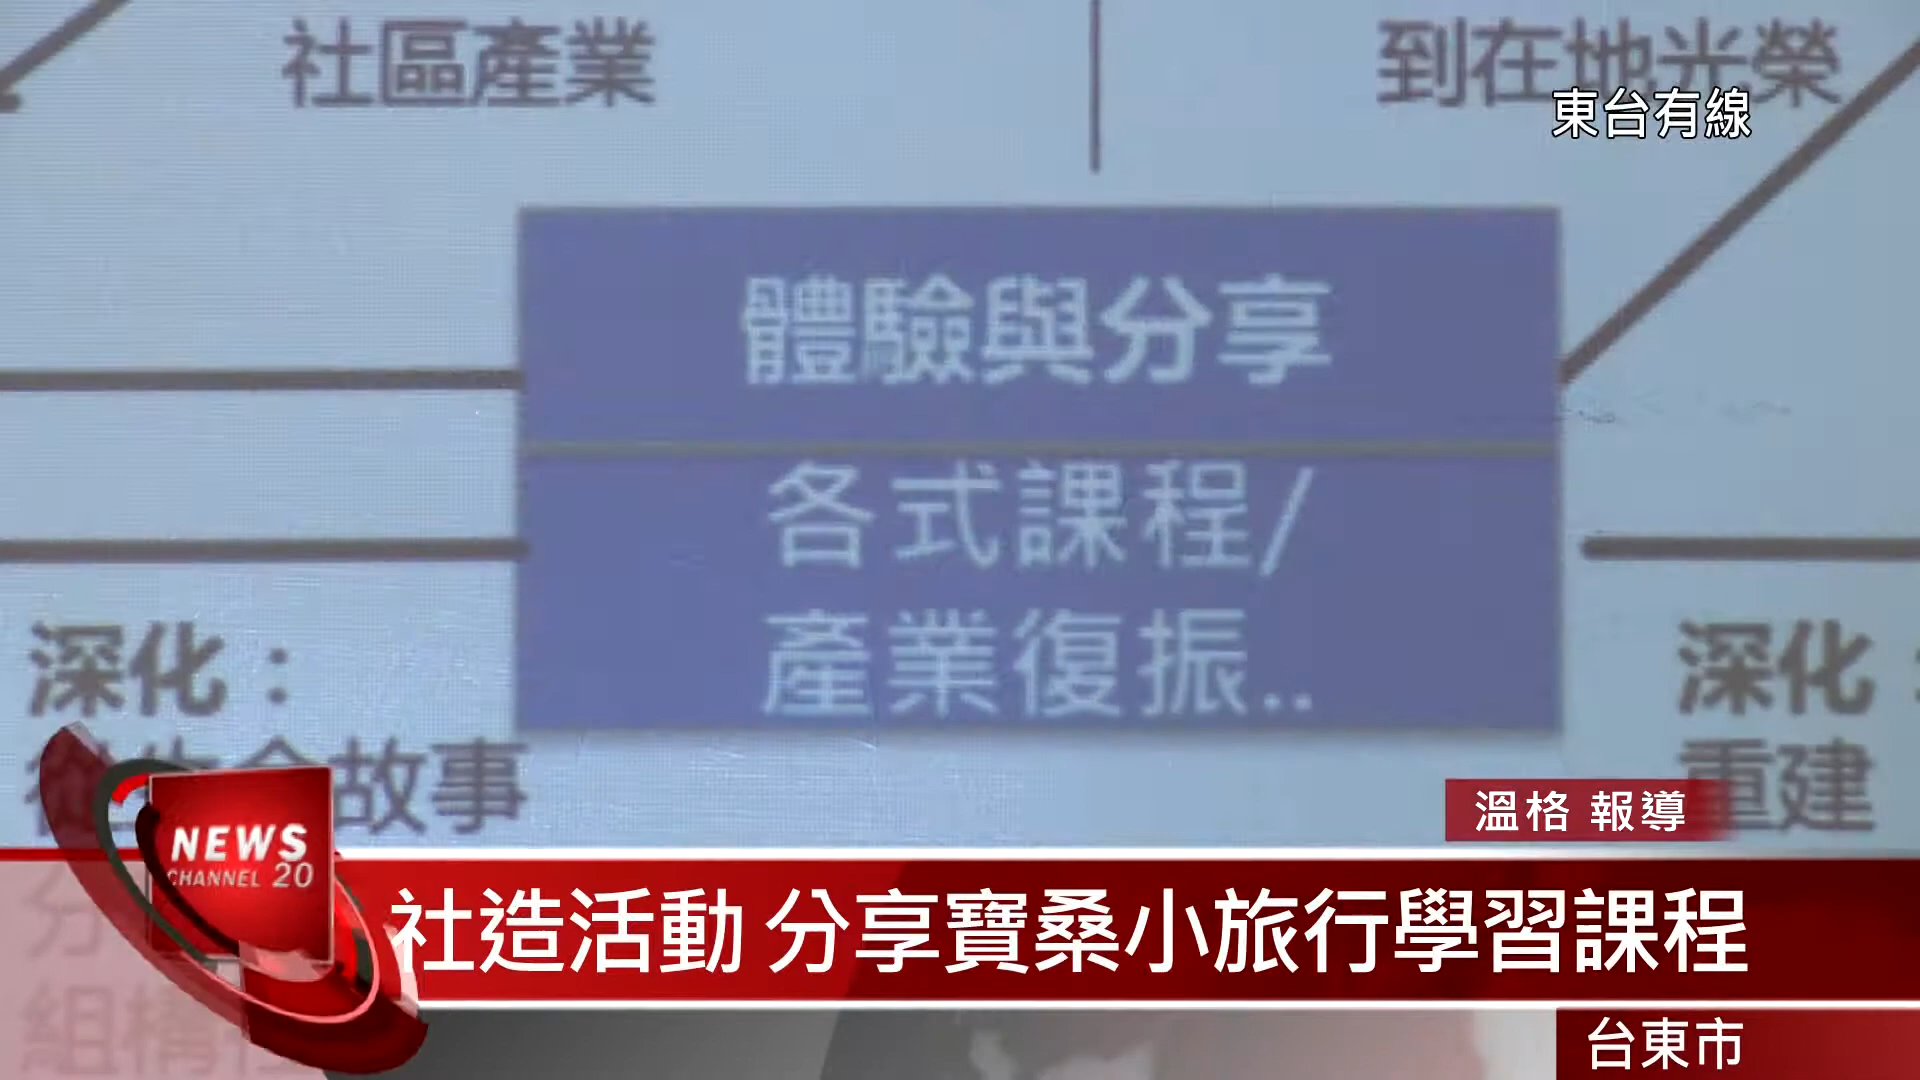 社區產業
到在地光榮
東台有線
體驗與分享
各式課程/
產業復振..
深化：
故事
深化：
重建
溫格 報導
NEWS
CHANNEL 20
社造活動 分享寶桑小旅行學習課程
分
組構
台東市